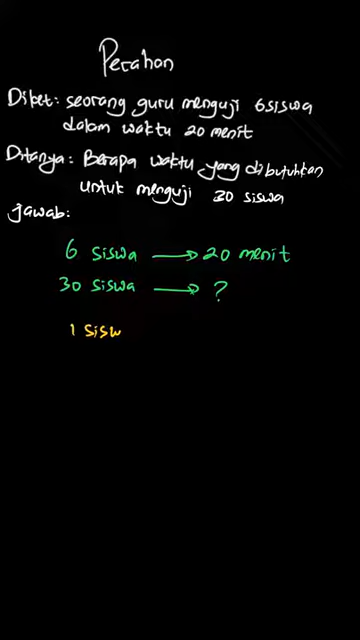 Perahon
Diket: seorang guru menguji 6 siswa
dalam waktu 20 menit
Ditanya: Berapa waktu yang dibutuhkan
untuk menguji 30 siswa
Jawab:
6 siswa → 20 menit
30 siswa → ?
1 sisw